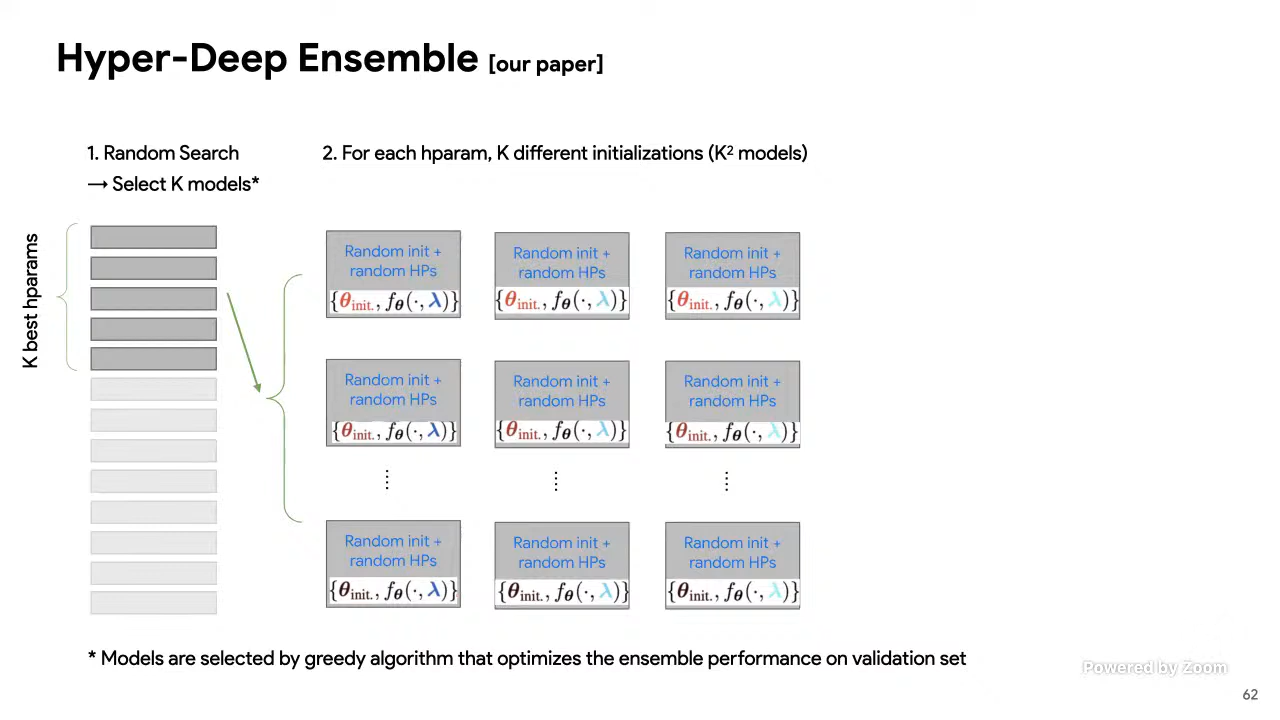 Hyper-Deep Ensemble [our paper]
1. Random Search
→ Select K models*
2. For each hparam, K different initializations (K² models)
K best hparams
Random init +
random HPs
{θinit., fθ(·, λ)}
Random init +
random HPs
{θinit., fθ(·, λ)}
Random init +
random HPs
{θinit., fθ(·, λ)}
Random init +
random HPs
{θinit., fθ(·, λ)}
Random init +
random HPs
{θinit., fθ(·, λ)}
Random init +
random HPs
{θinit., fθ(·, λ)}
Random init +
random HPs
{θinit., fθ(·, λ)}
Random init +
random HPs
{θinit., fθ(·, λ)}
Random init +
random HPs
{θinit., fθ(·, λ)}
* Models are selected by greedy algorithm that optimizes the ensemble performance on validation set
Powered by Zoom
62